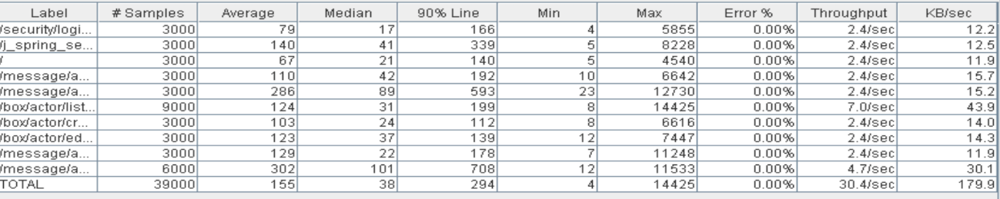 Label # Samples Average Median 90% Line Min Max Error % Throughput KB/sec
/security/logi... 3000 79 17 166 4 5855 0.00% 2.4/sec 12.2
/j_spring_se... 3000 140 41 339 5 8228 0.00% 2.4/sec 12.5
/ 3000 67 21 140 5 4540 0.00% 2.4/sec 11.9
/message/a... 3000 110 42 192 10 6642 0.00% 2.4/sec 15.7
/message/a... 3000 286 89 593 23 12730 0.00% 2.4/sec 15.2
/box/actor/list... 9000 124 31 199 8 14425 0.00% 7.0/sec 43.9
/box/actor/cr... 3000 103 24 112 8 6616 0.00% 2.4/sec 14.0
/box/actor/ed... 3000 123 37 139 12 7447 0.00% 2.4/sec 14.3
/message/a... 3000 129 22 178 7 11248 0.00% 2.4/sec 11.9
/message/a... 6000 302 101 708 12 11533 0.00% 4.7/sec 30.1
TOTAL 39000 155 38 294 4 14425 0.00% 30.4/sec 179.9